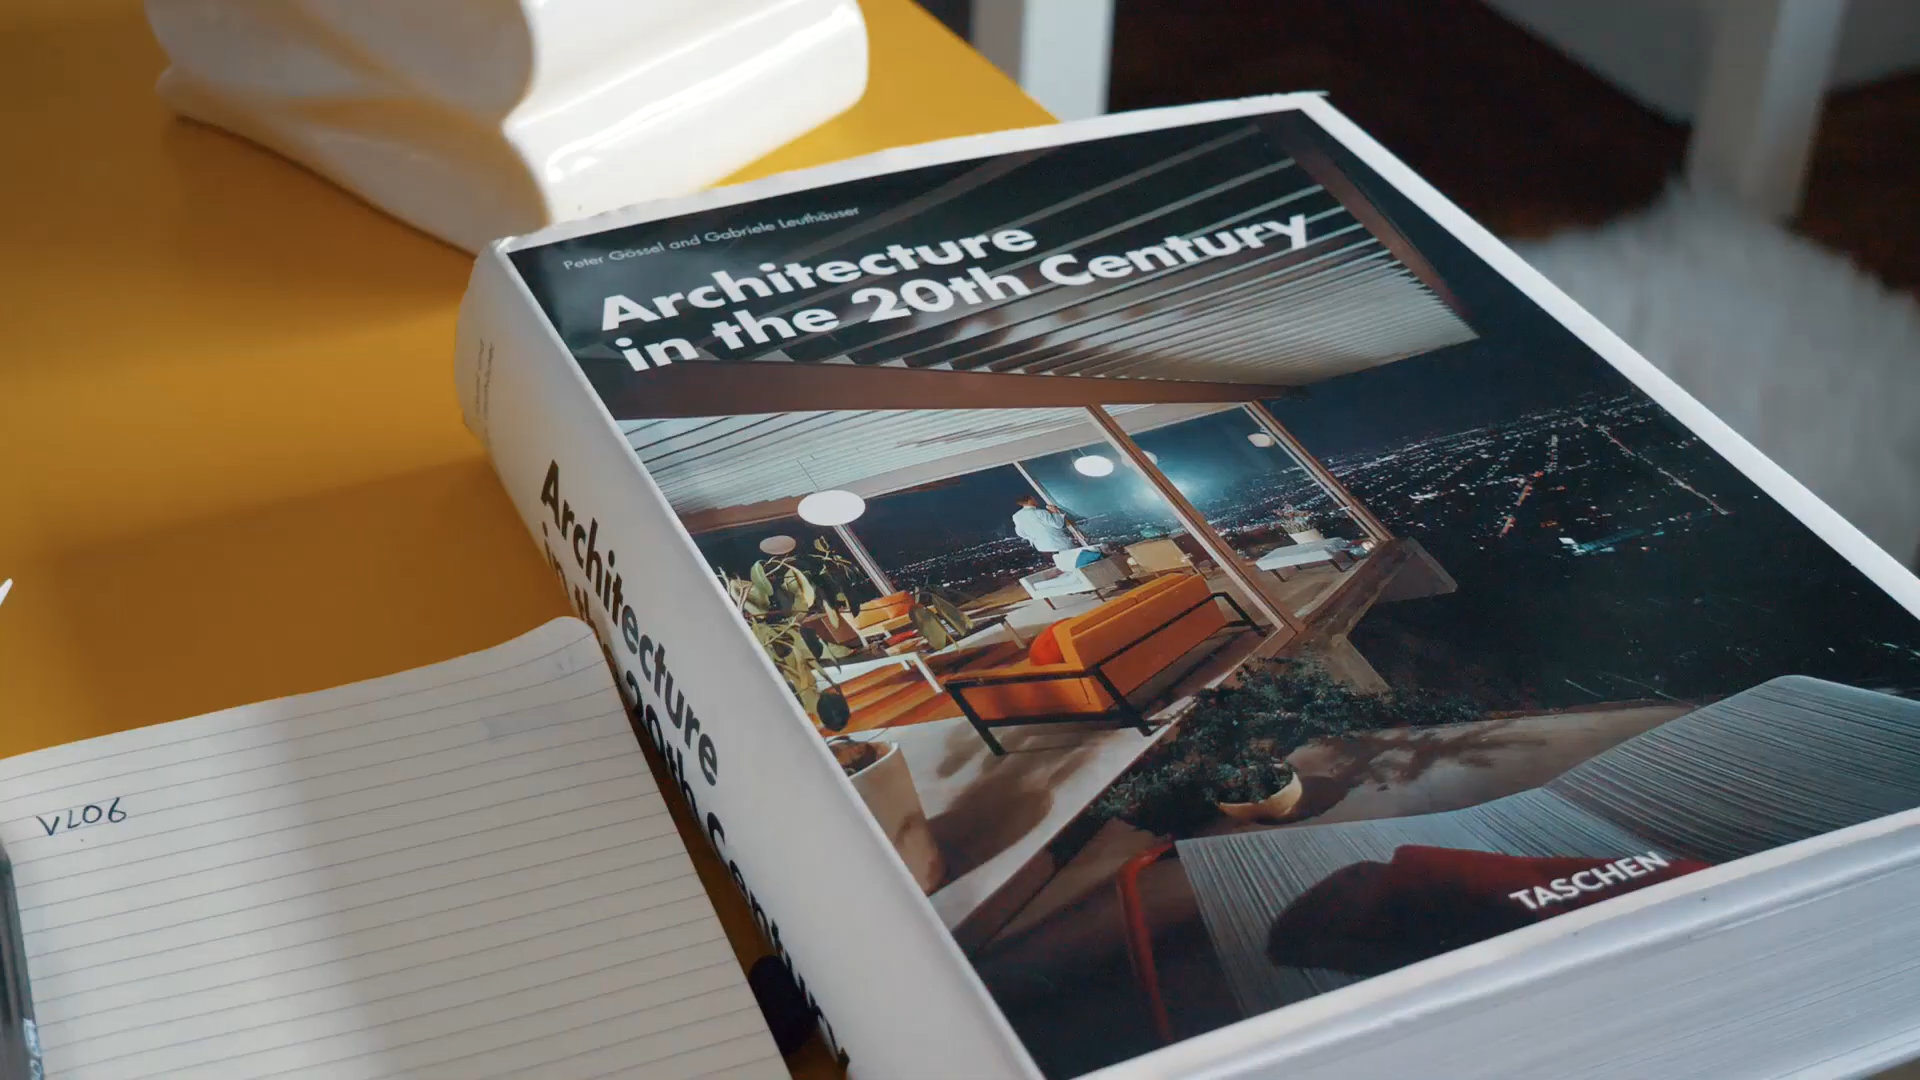 Peter Gössel and Gabriele Leuthäuser
Architecture
in the 20th Century
Architecture
in the 20th Century
TASCHEN
VLOG